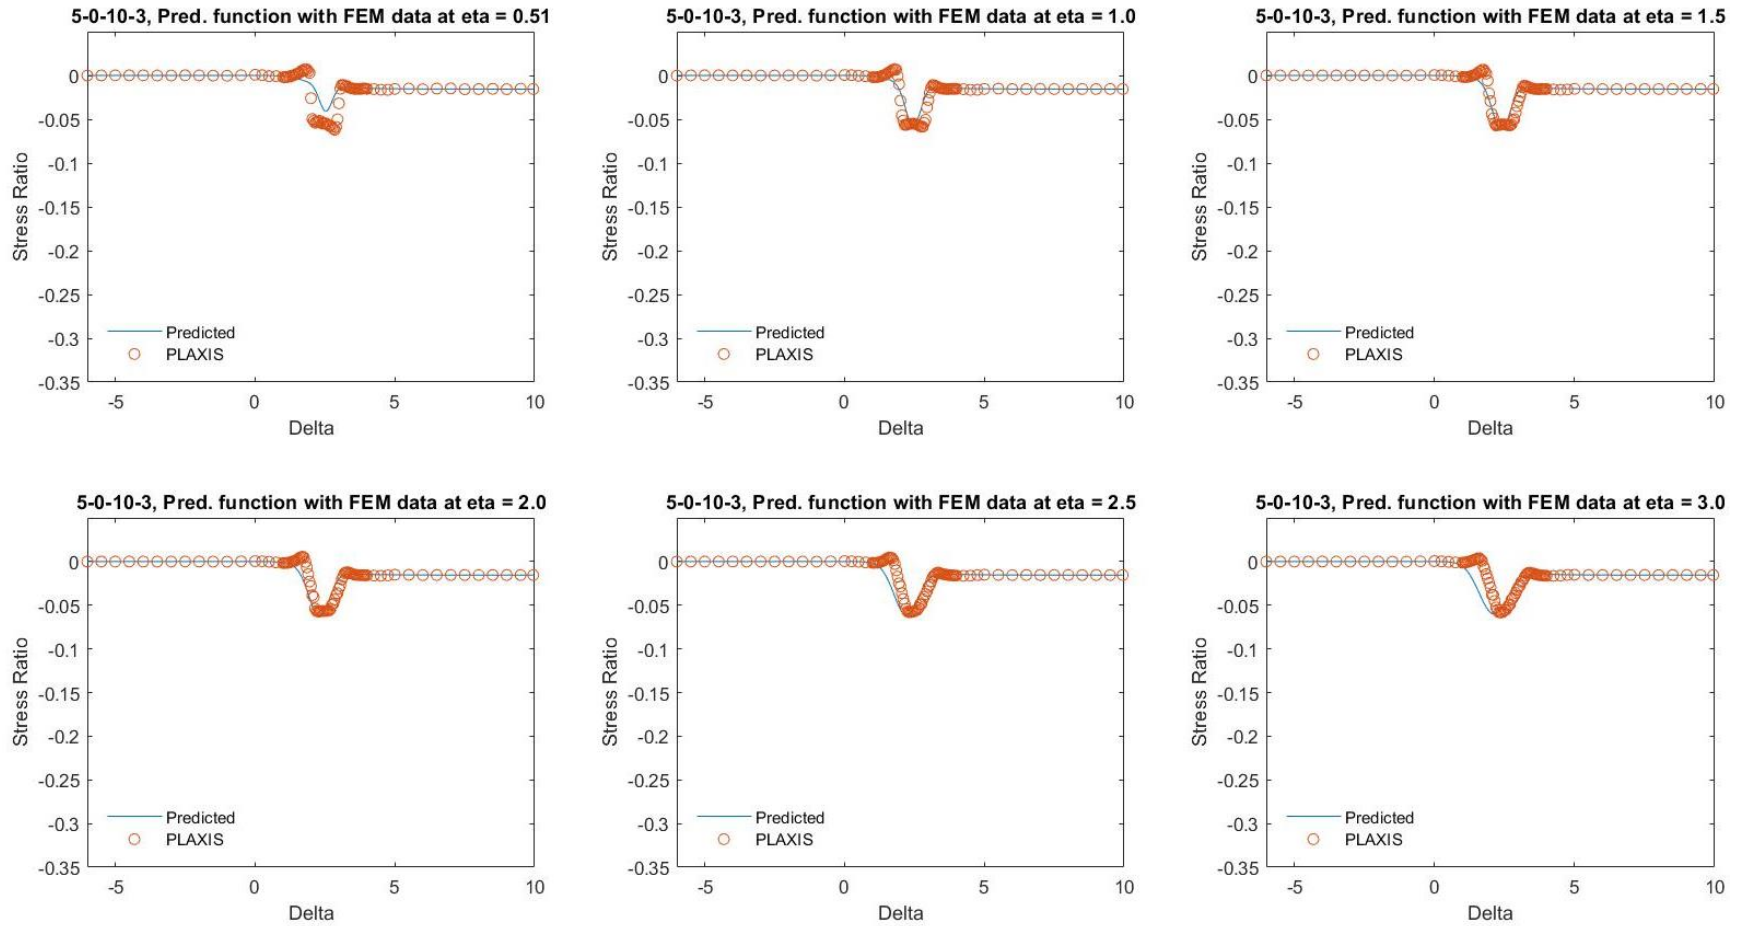 5-0-10-3, Pred. function with FEM data at eta = 0.51
0
-0.05
-0.1
-0.15
-0.2
-0.25
-0.3
-0.35
Stress Ratio
Predicted
PLAXIS
-5
0
5
10
Delta
5-0-10-3, Pred. function with FEM data at eta = 1.0
0
-0.05
-0.1
-0.15
-0.2
-0.25
-0.3
-0.35
Stress Ratio
Predicted
PLAXIS
-5
0
5
10
Delta
5-0-10-3, Pred. function with FEM data at eta = 1.5
0
-0.05
-0.1
-0.15
-0.2
-0.25
-0.3
-0.35
Stress Ratio
Predicted
PLAXIS
-5
0
5
10
Delta
5-0-10-3, Pred. function with FEM data at eta = 2.0
0
-0.05
-0.1
-0.15
-0.2
-0.25
-0.3
-0.35
Stress Ratio
Predicted
PLAXIS
-5
0
5
10
Delta
5-0-10-3, Pred. function with FEM data at eta = 2.5
0
-0.05
-0.1
-0.15
-0.2
-0.25
-0.3
-0.35
Stress Ratio
Predicted
PLAXIS
-5
0
5
10
Delta
5-0-10-3, Pred. function with FEM data at eta = 3.0
0
-0.05
-0.1
-0.15
-0.2
-0.25
-0.3
-0.35
Stress Ratio
Predicted
PLAXIS
-5
0
5
10
Delta